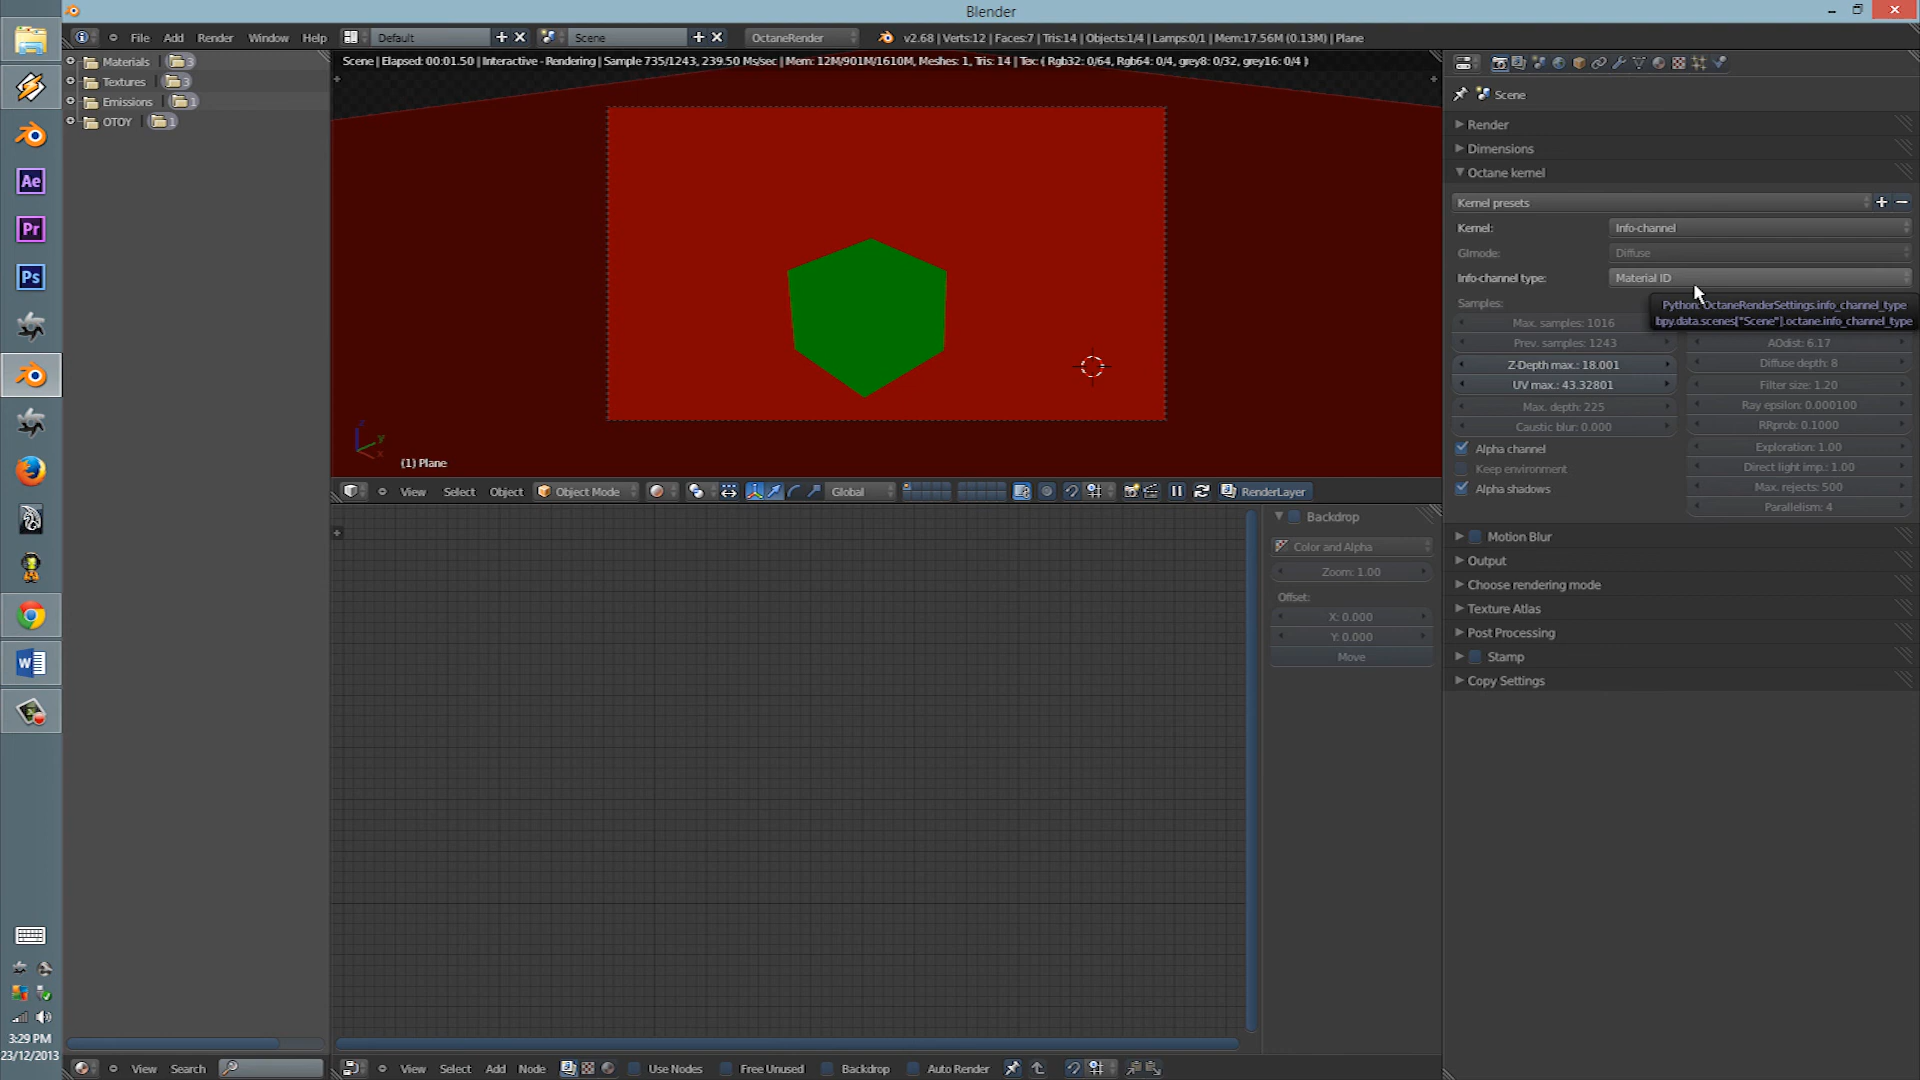 Blender
File Add Render Window Help Default Scene OctaneRender v2.68 | Verts:12 | Faces:7 | Tris:14 | Objects:1/4 | Lamps:0/1 | Mem:17.56M (0.13M) | Plane
Materials | 3
Textures | 3
Emissions | 1
OTOY | 1
Scene | Elapsed: 00:01.50 | Interactive - Rendering | Sample 735/1243, 239.50 Ms/sec | Mem: 12M/901M/1610M, Meshes: 1, Tris: 14 | Tex: ( Rgb32: 0/64, Rgb64: 0/4, grey8: 0/32, grey16: 0/4 )
z
y
x
(1) Plane
View Select Object Object Mode Global RenderLayer
Backdrop
Color and Alpha
Zoom: 1.00
Offset:
X: 0.000
Y: 0.000
Move
View Select Add Node Use Nodes Free Unused Backdrop Auto Render
Scene
Render
Dimensions
Octane kernel
Kernel presets
Kernel: Info-channel
GImode: Diffuse
Info-channel type: Material ID
Python: OctaneRenderSettings.info_channel_type
bpy.data.scenes["Scene"].octane.info_channel_type
Samples:
Max. samples: 1016
Prev. samples: 1243 AOdist: 6.17
Z-Depth max.: 18.001 Diffuse depth: 8
UV max.: 43.32801 Filter size: 1.20
Max. depth: 225 Ray epsilon: 0.000100
Caustic blur: 0.000 RRprob: 0.1000
Alpha channel Exploration: 1.00
Keep environment Direct light imp.: 1.00
Alpha shadows Max. rejects: 500
Parallelism: 4
Motion Blur
Output
Choose rendering mode
Texture Atlas
Post Processing
Stamp
Copy Settings
Ae
Pr
Ps
W
3:29 PM
23/12/2013
View Search